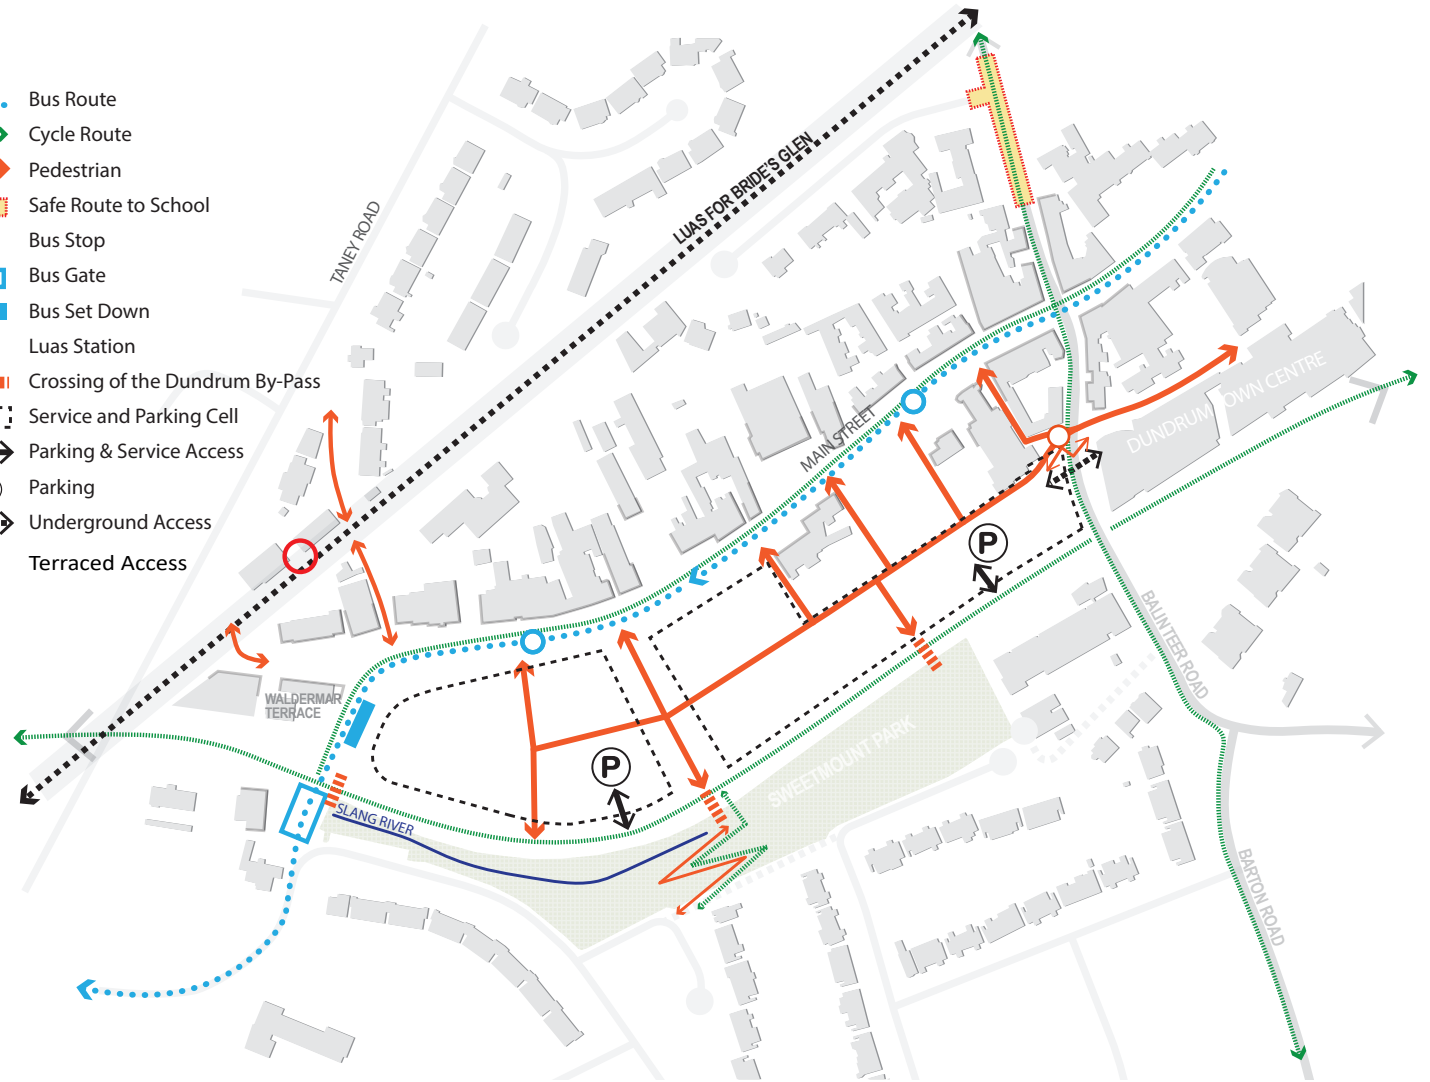 Bus Route
Cycle Route
Pedestrian
Safe Route to School
Bus Stop
Bus Gate
Bus Set Down
Luas Station
Crossing of the Dundrum By-Pass
Service and Parking Cell
Parking & Service Access
Parking
Underground Access
Terraced Access
TANEY ROAD
LUAS FOR BRIDE'S GLEN
MAIN STREET
DUNDRUM TOWN CENTRE
P
P
BALINTEER ROAD
WALDERMAR
TERRACE
SWEETMOUNT PARK
SLANG RIVER
BARTON ROAD